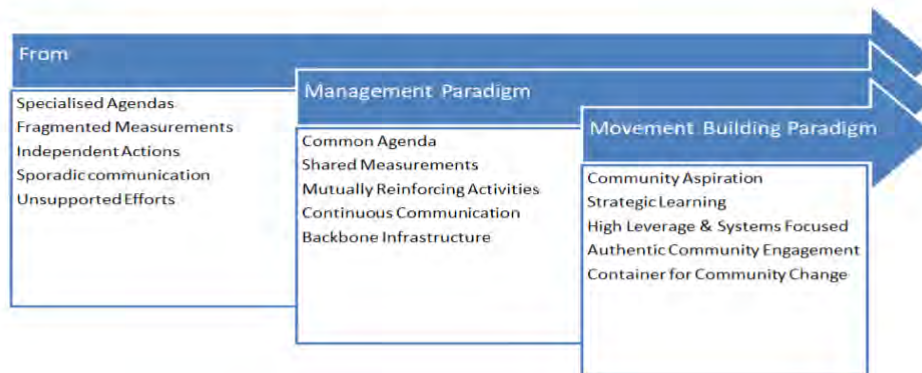 From
Specialised Agendas
Fragmented Measurements
Independent Actions
Sporadic communication
Unsupported Efforts
Management Paradigm
Common Agenda
Shared Measurements
Mutually Reinforcing Activities
Continuous Communication
Backbone Infrastructure
Movement Building Paradigm
Community Aspiration
Strategic Learning
High Leverage & Systems Focused
Authentic Community Engagement
Container for Community Change